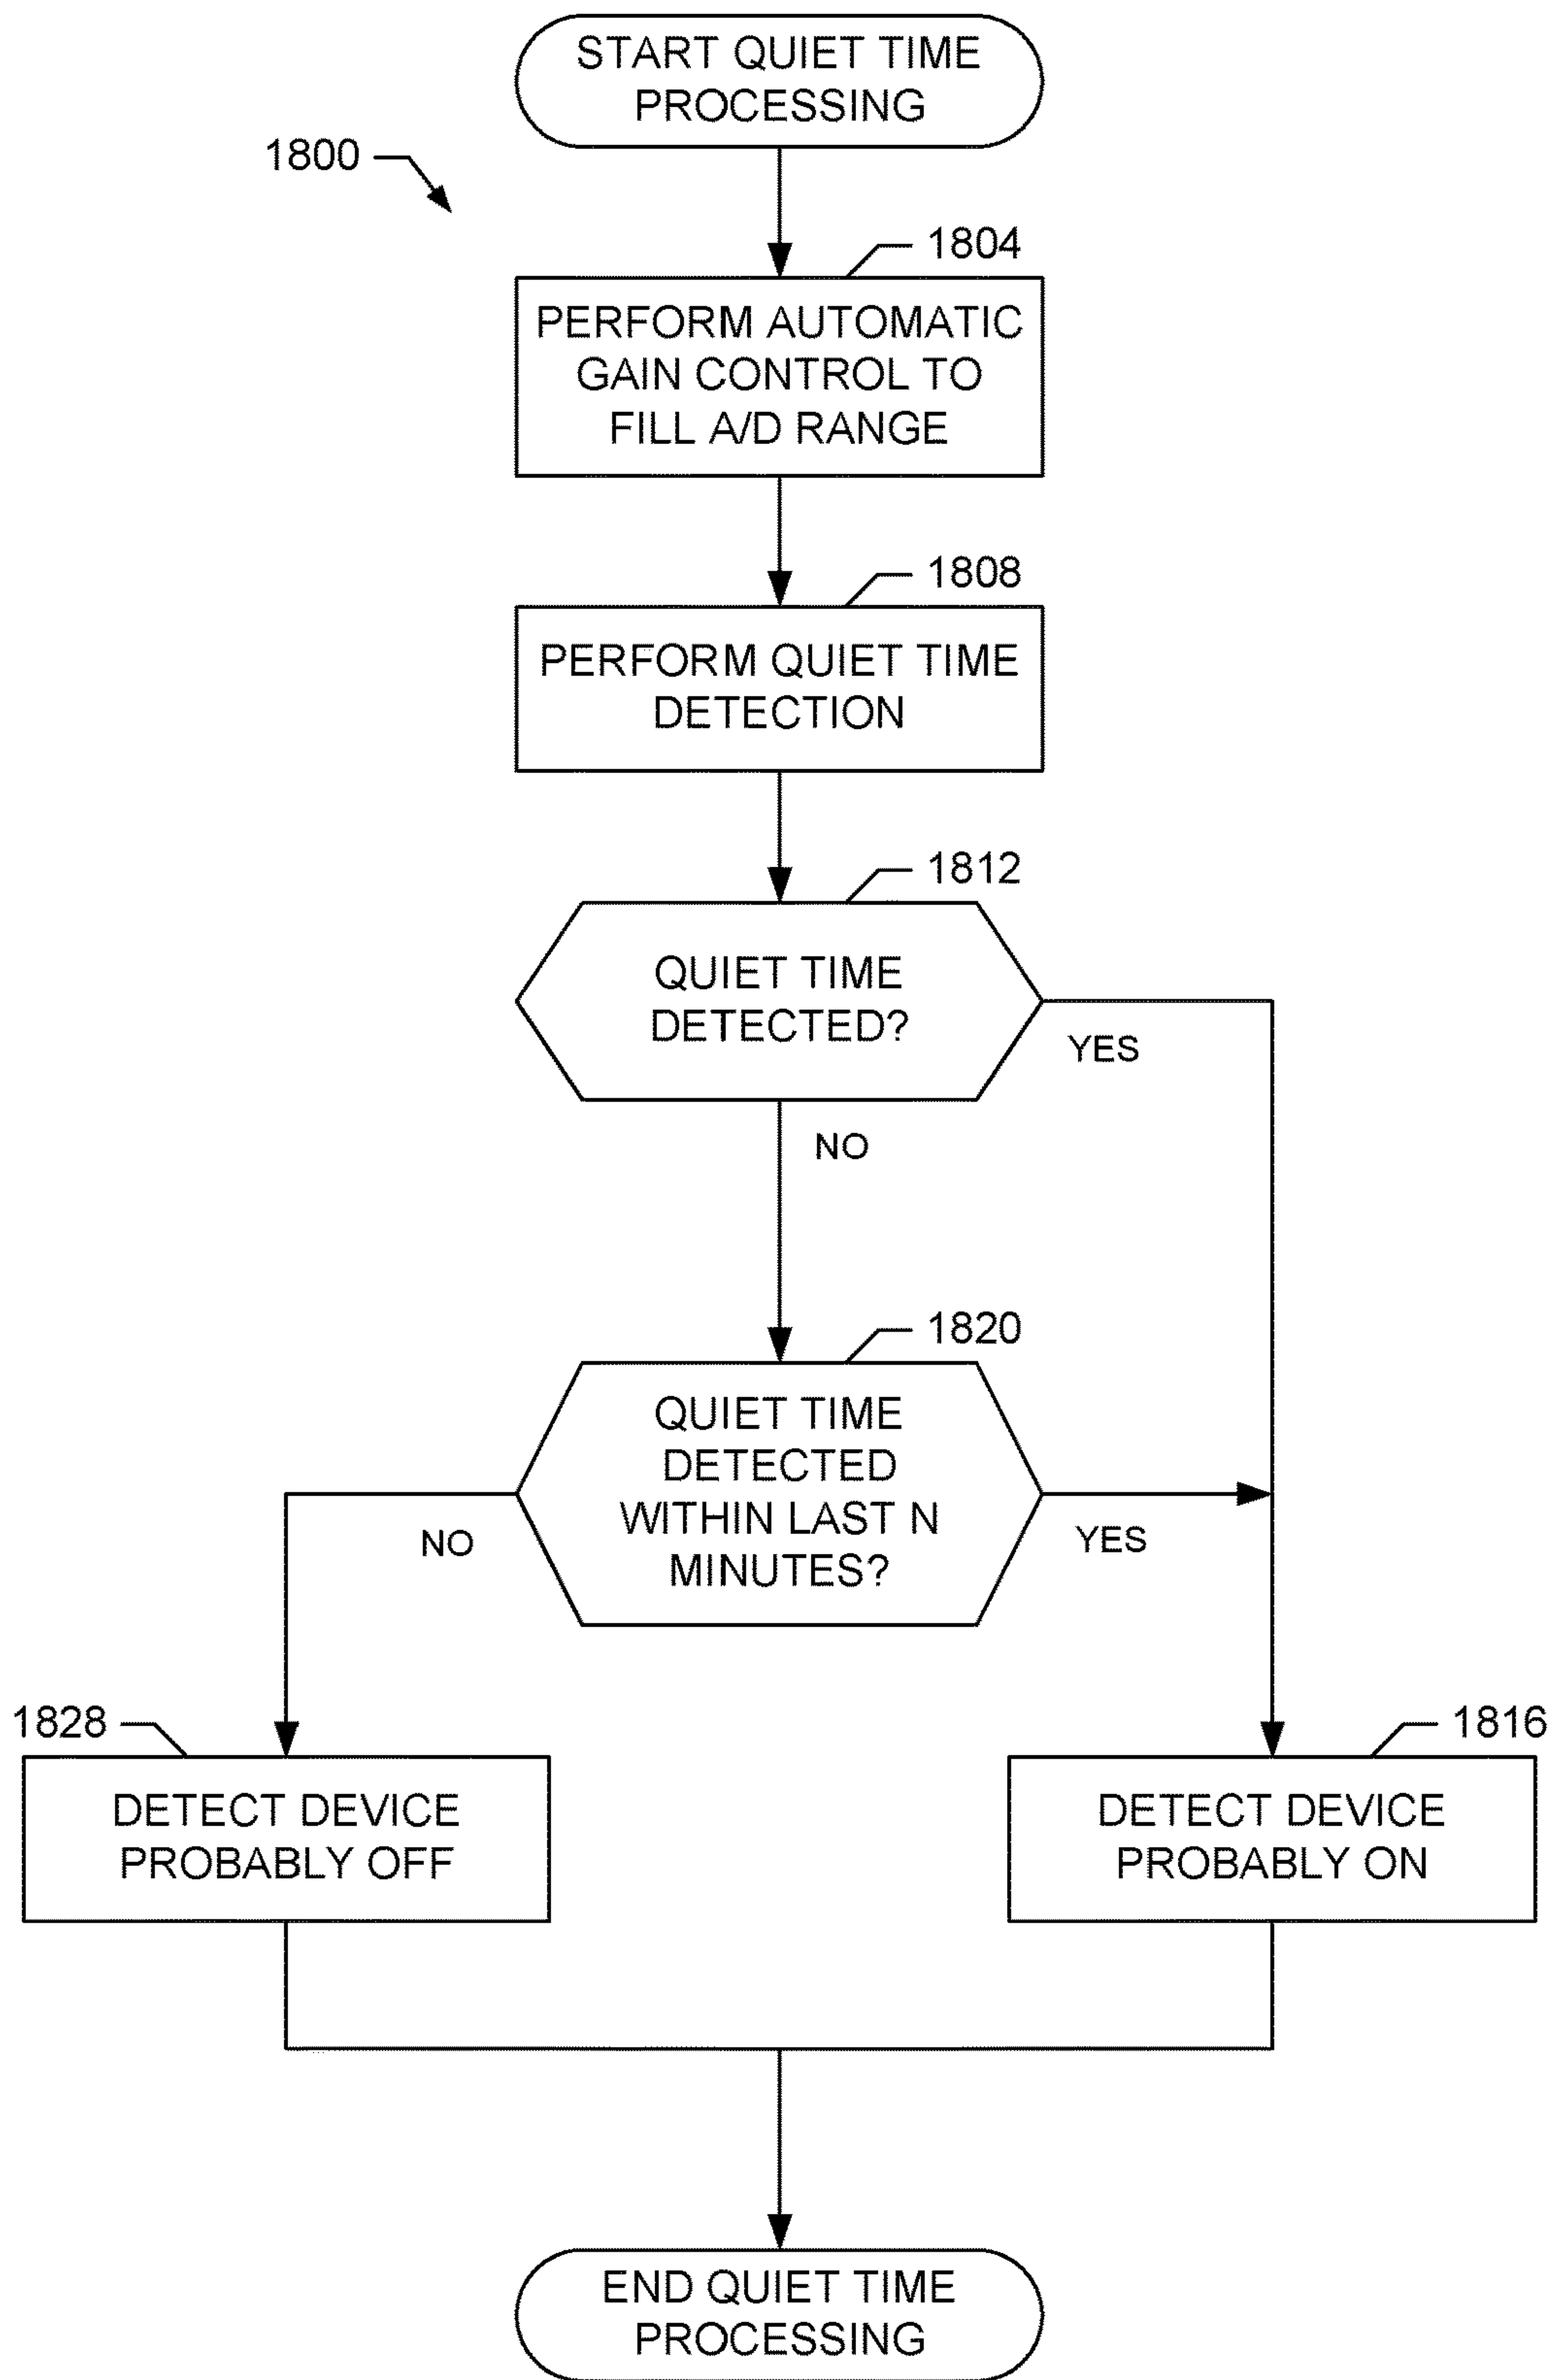 START QUIET TIME
PROCESSING
1800
1804
PERFORM AUTOMATIC
GAIN CONTROL TO
FILL A/D RANGE
1808
PERFORM QUIET TIME
DETECTION
1812
QUIET TIME
DETECTED?
YES
NO
1820
QUIET TIME
DETECTED
WITHIN LAST N
MINUTES?
NO
YES
1828
DETECT DEVICE
PROBABLY OFF
1816
DETECT DEVICE
PROBABLY ON
END QUIET TIME
PROCESSING